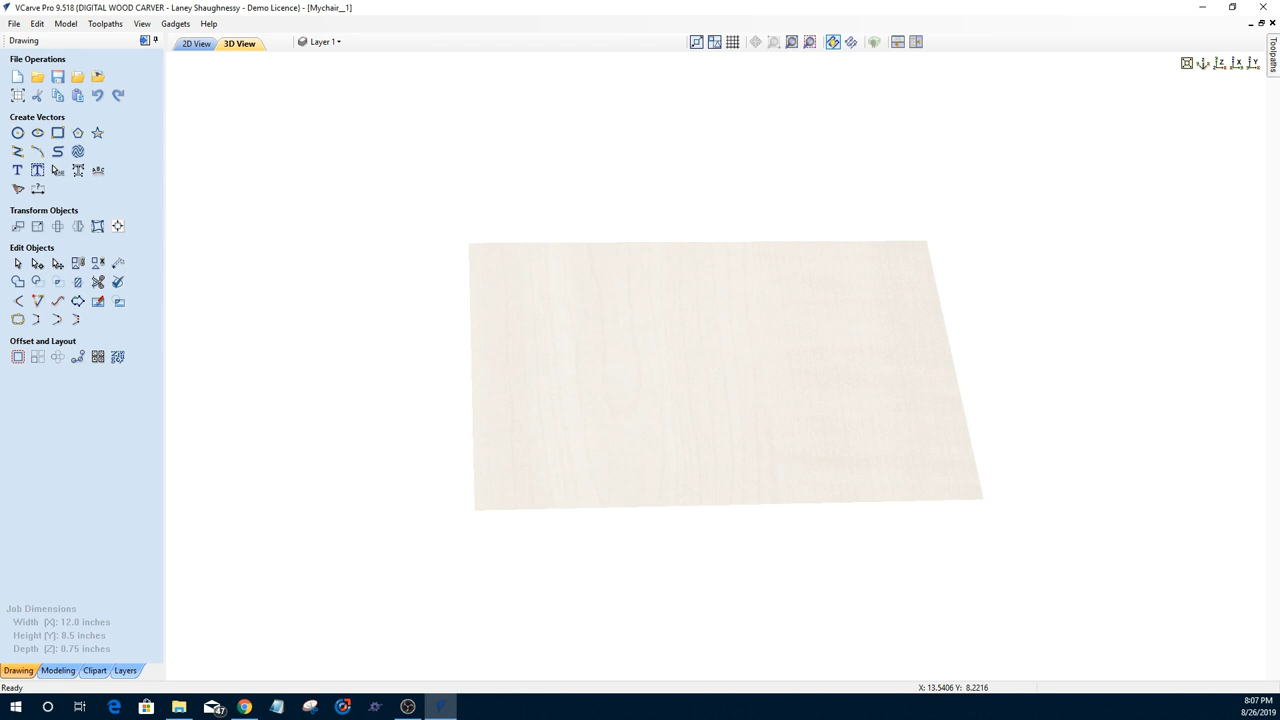 VCarve Pro 9.518 {DIGITAL WOOD CARVER - Laney Shaughnessy - Demo Licence} - [Mychair__1]
File Edit Model Toolpaths View Gadgets Help
Drawing
2D View 3D View Layer 1
Toolpaths
File Operations
Create Vectors
Transform Objects
Edit Objects
Offset and Layout
Job Dimensions
Width (X): 12.0 inches
Height (Y): 8.5 inches
Depth (Z): 0.75 inches
Drawing Modeling Clipart Layers
Ready X: 13.5406 Y: 8.2216
47
8:07 PM
8/26/2019